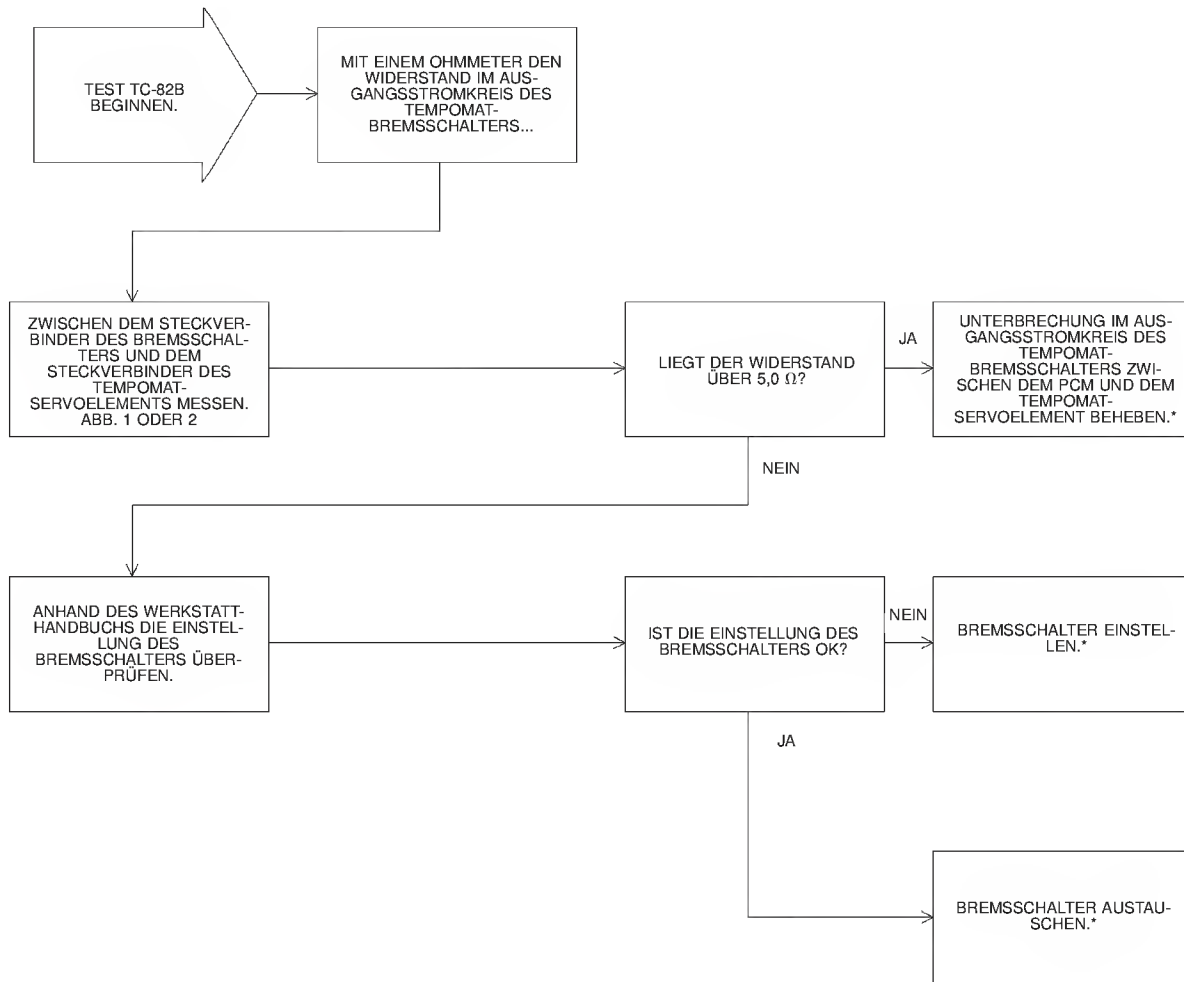 TEST TC-82B
BEGINNEN.
MIT EINEM OHMMETER DEN
WIDERSTAND IM AUS-
GANGSSTROMKREIS DES
TEMPOMAT-
BREMSSCHALTERS...
ZWISCHEN DEM STECKVER-
BINDER DES BREMSSCHAL-
TERS UND DEM
STECKVERBINDER DES
TEMPOMAT-
SERVOELEMENTS MESSEN.
ABB. 1 ODER 2
LIEGT DER WIDERSTAND
ÜBER 5,0 Ω?
JA
UNTERBRECHUNG IM AUS-
GANGSSTROMKREIS DES
TEMPOMAT-
BREMSSCHALTERS ZWI-
SCHEN DEM PCM UND DEM
TEMPOMAT-
SERVOELEMENT BEHEBEN.*
NEIN
ANHAND DES WERKSTATT-
HANDBUCHS DIE EINSTEL-
LUNG DES
BREMSSCHALTERS ÜBER-
PRÜFEN.
IST DIE EINSTELLUNG DES
BREMSSCHALTERS OK?
NEIN
BREMSSCHALTER EINSTEL-
LEN.*
JA
BREMSSCHALTER AUSTAU-
SCHEN.*